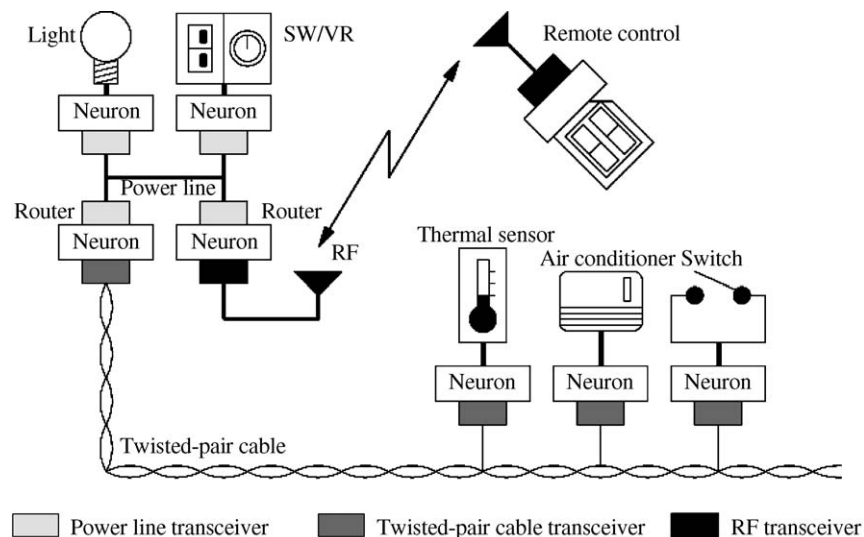 Light
SW/VR
Remote control
Neuron
Neuron
Power line
Router
Router
Neuron
Neuron
RF
Thermal sensor
Air conditioner Switch
Neuron
Neuron
Neuron
Twisted-pair cable
Power line transceiver
Twisted-pair cable transceiver
RF transceiver